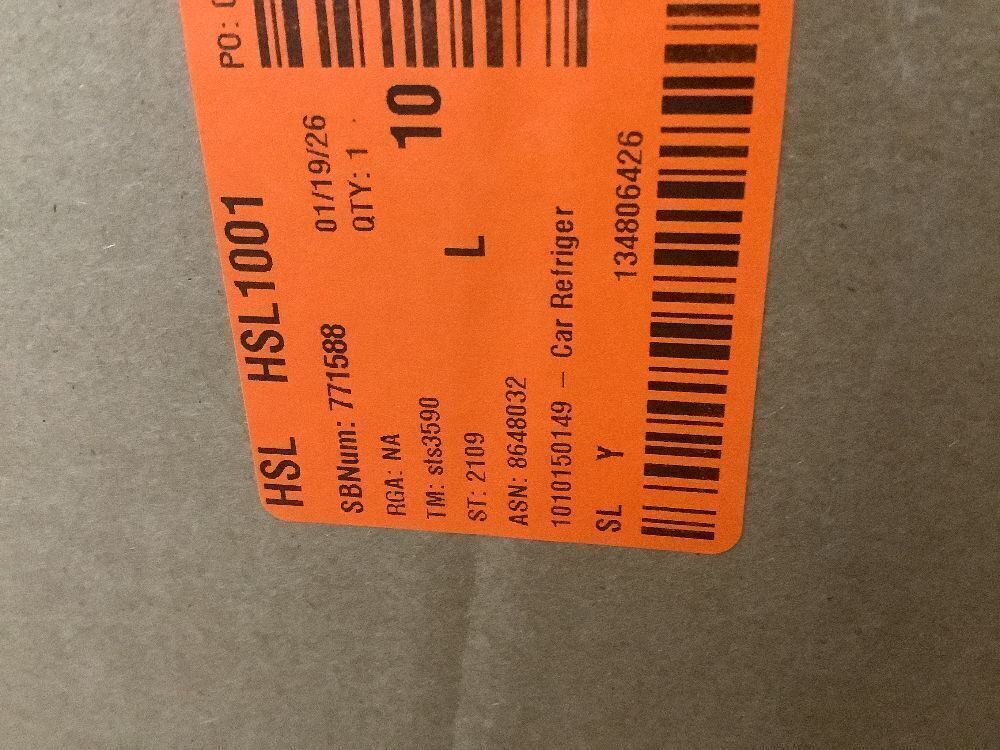 PO:
HSL HSL1001
SBNum: 771588 01/19/26
RGA: NA QTY: 1
TM: sts3590 10
ST: 2109 L
ASN: 8648032
1010150149 – Car Refriger
SL Y 134806426